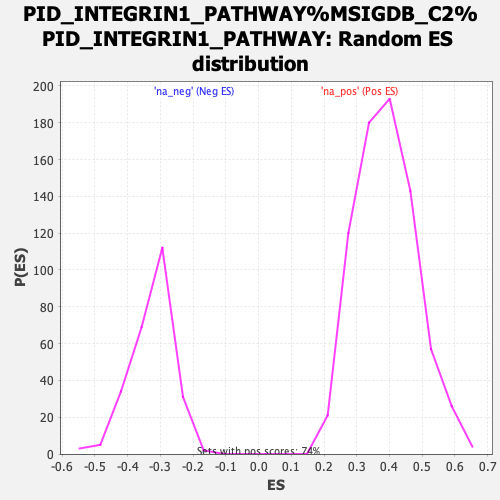 PID_INTEGRIN1_PATHWAY%MSIGDB_C2%
PID_INTEGRIN1_PATHWAY: Random ES
distribution
'na_neg' (Neg ES) 'na_pos' (Pos ES)
200
180
160
140
120
100
80
60
40
20
0
P(ES)
Sets with pos scores: 74%
-0.6 -0.5 -0.4 -0.3 -0.2 -0.1 0.0 0.1 0.2 0.3 0.4 0.5 0.6 0.7
ES